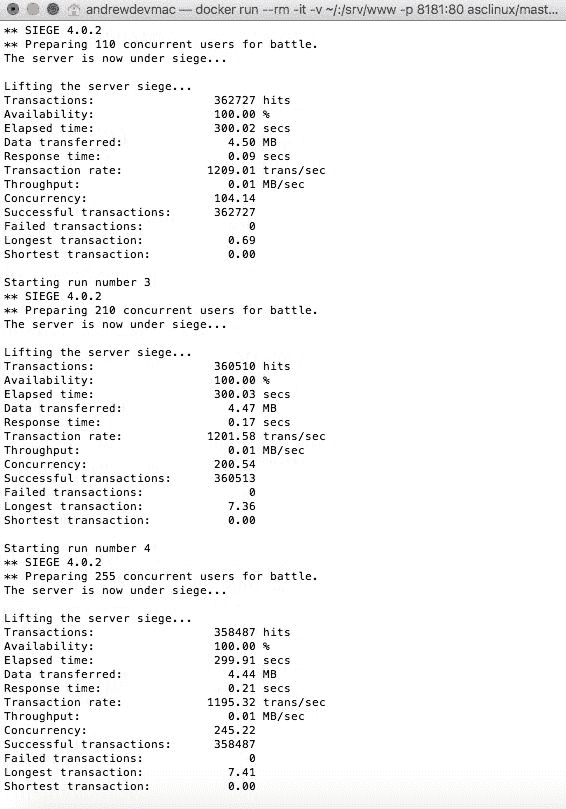 andrewdevmac — docker run --rm -it -v ~/:/srv/www -p 8181:80 asclinux/mast...
** SIEGE 4.0.2
** Preparing 110 concurrent users for battle.
The server is now under siege...
Lifting the server siege...
Transactions: 362727 hits
Availability: 100.00 %
Elapsed time: 300.02 secs
Data transferred: 4.50 MB
Response time: 0.09 secs
Transaction rate: 1209.01 trans/sec
Throughput: 0.01 MB/sec
Concurrency: 104.14
Successful transactions: 362727
Failed transactions: 0
Longest transaction: 0.69
Shortest transaction: 0.00
Starting run number 3
** SIEGE 4.0.2
** Preparing 210 concurrent users for battle.
The server is now under siege...
Lifting the server siege...
Transactions: 360510 hits
Availability: 100.00 %
Elapsed time: 300.03 secs
Data transferred: 4.47 MB
Response time: 0.17 secs
Transaction rate: 1201.58 trans/sec
Throughput: 0.01 MB/sec
Concurrency: 200.54
Successful transactions: 360513
Failed transactions: 0
Longest transaction: 7.36
Shortest transaction: 0.00
Starting run number 4
** SIEGE 4.0.2
** Preparing 255 concurrent users for battle.
The server is now under siege...
Lifting the server siege...
Transactions: 358487 hits
Availability: 100.00 %
Elapsed time: 299.91 secs
Data transferred: 4.44 MB
Response time: 0.21 secs
Transaction rate: 1195.32 trans/sec
Throughput: 0.01 MB/sec
Concurrency: 245.22
Successful transactions: 358487
Failed transactions: 0
Longest transaction: 7.41
Shortest transaction: 0.00